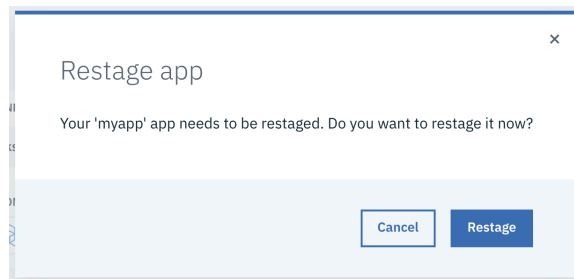 Restage app
Your 'myapp' app needs to be restaged. Do you want to restage it now?
Cancel
Restage